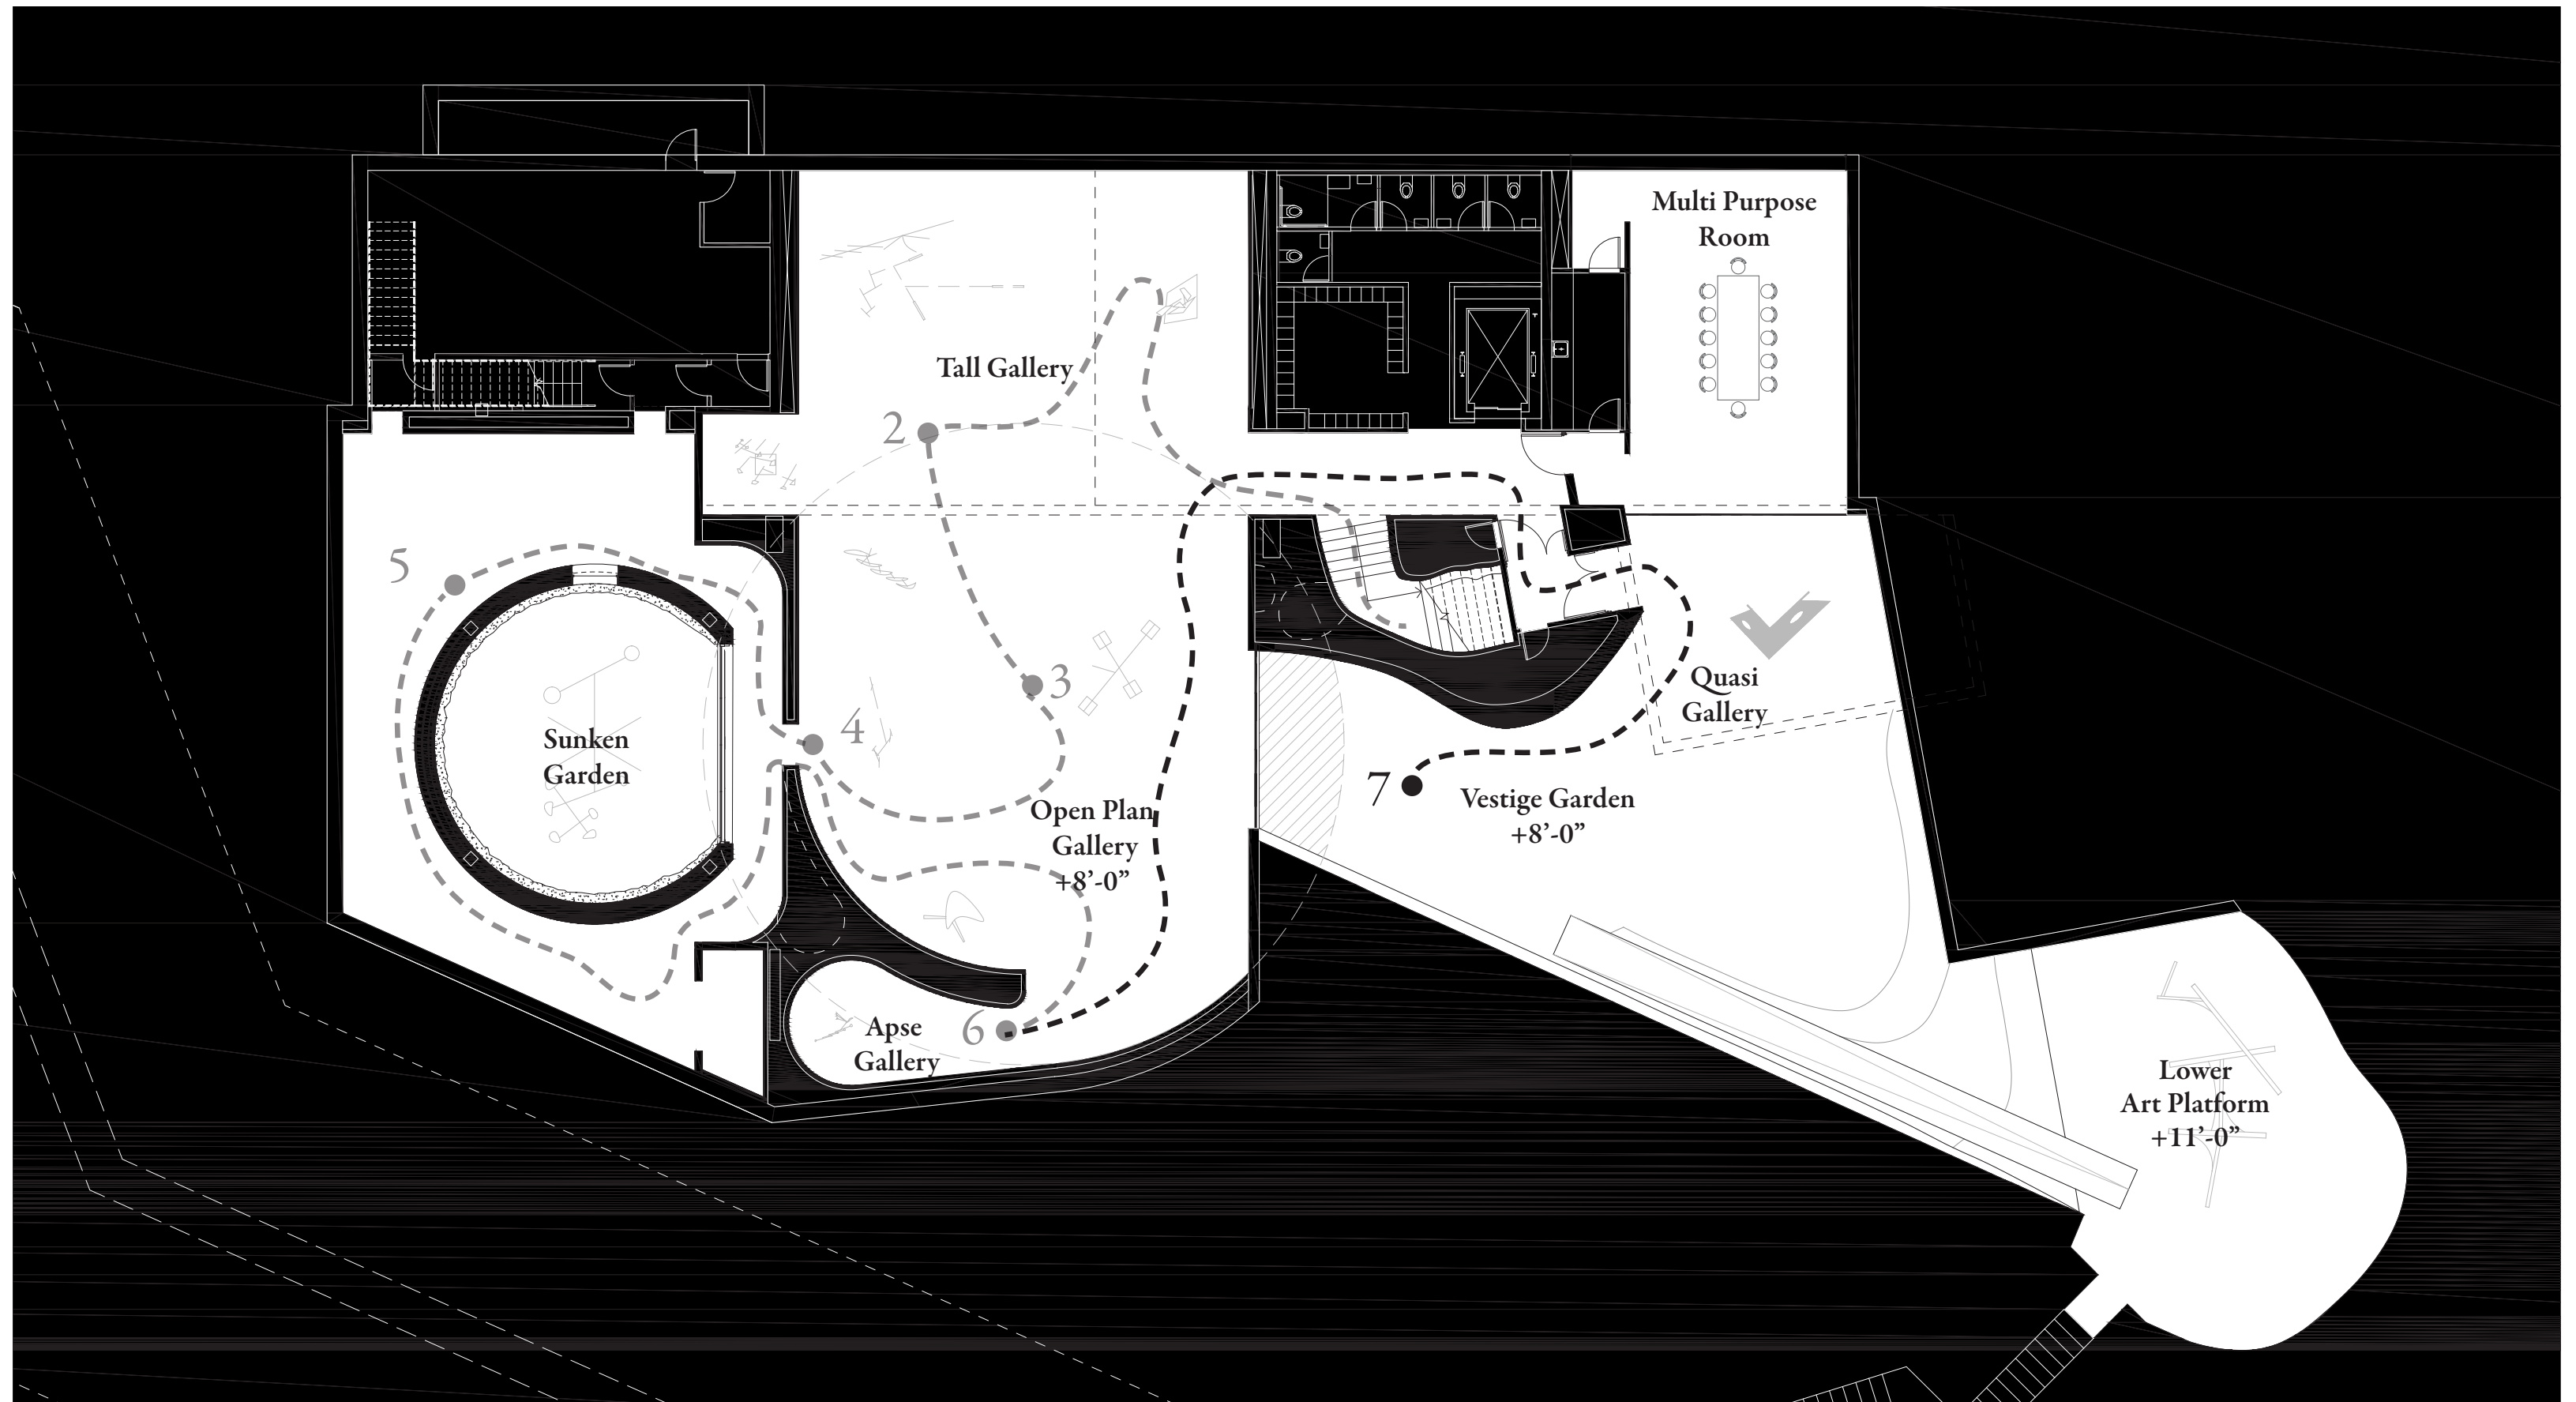 Multi Purpose
Room
Tall Gallery
2
5
3
4
Quasi
Gallery
Sunken
Garden
7
Vestige Garden
+8’-0”
Open Plan
Gallery
+8’-0”
6
Apse
Gallery
Lower
Art Platform
+11’-0”